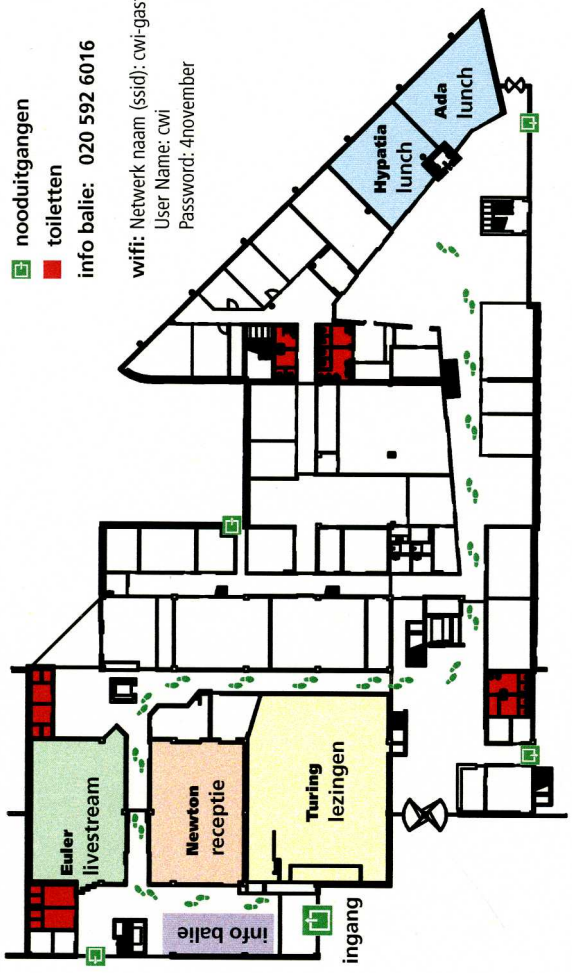 nooduitgangen
toiletten
info balie: 020 592 6016
wifi: Netwerk naam (ssid): cwi-gas
User Name: cwi
Password: 4november
Euler
livestream
Newton
receptie
Turing
lezingen
info balie
ingang
Hypatia
lunch
Ada
lunch